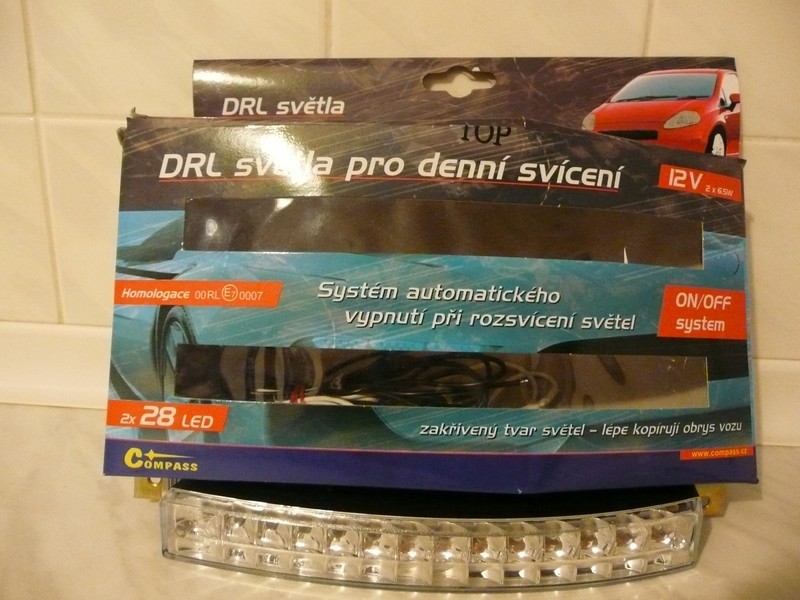 DRL světla
TOP
DRL světla pro denní svícení
12V
2 x 6.5W
Homologace 00RL E7 0007
Systém automatického
vypnutí při rozsvícení světel
ON/OFF
system
2x 28 LED
zakřivený tvar světel – lépe kopírují obrys vozu
COMPASS
www.compass.cz